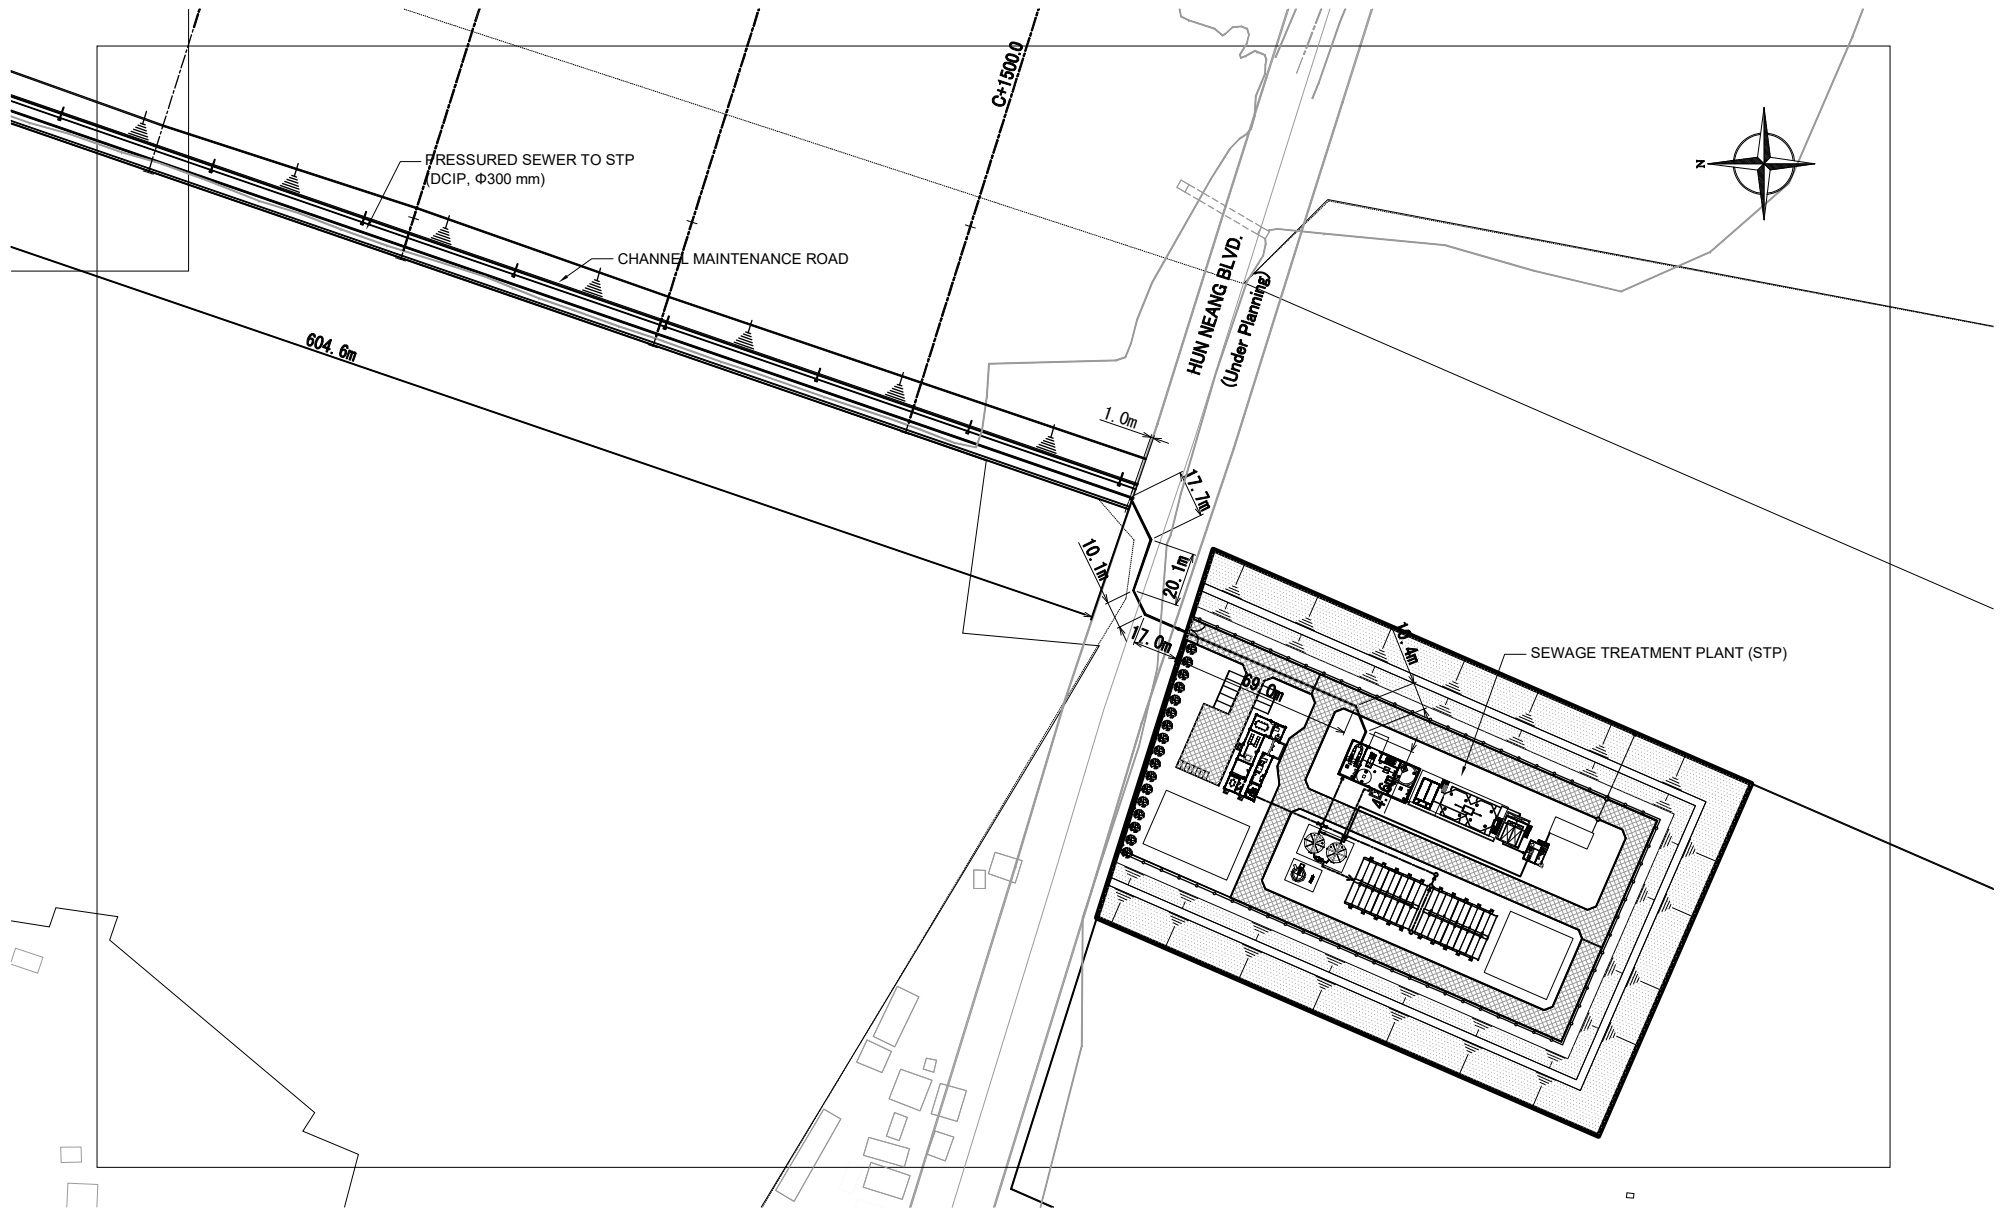 C+1500.0
N
PRESSURED SEWER TO STP
(DCIP, Φ300 mm)
CHANNEL MAINTENANCE ROAD
HUN NEANG BLVD.
(Under Planning)
604.6m
1.0m
17.7m
10.1m
20.1m
17.0m
SEWAGE TREATMENT PLANT (STP)
69.0m